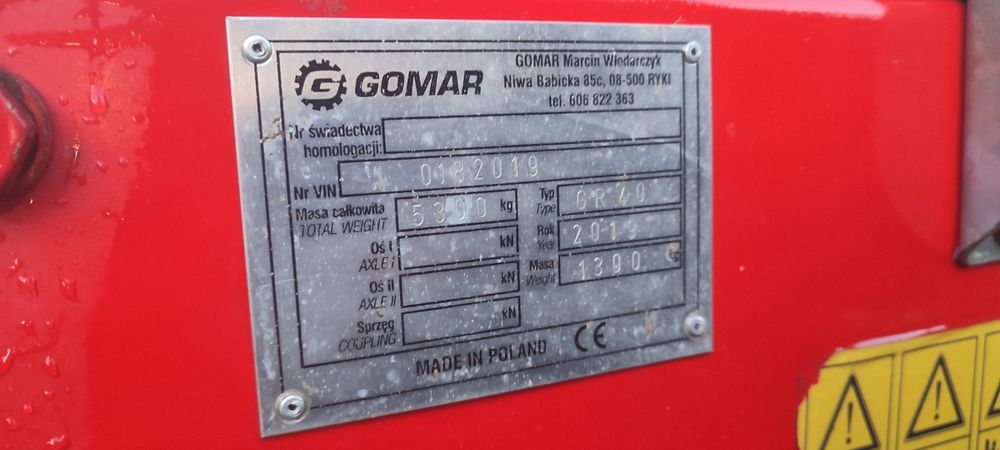 GOMAR
GOMAR Marcin Włodarczyk
Niwa Babicka 85c, 08-500 RYKI
tel. 606 822 363
Nr świadectwa
homologacji:
Nr VIN 0182019
Masa całkowita 5300 kg
TOTAL WEIGHT
Typ GR 40
Type
Oś I kN
AXLE I
Rok 2019
Year
Oś II kN
AXLE II
Masa 1300 kg
Weight
Sprzęg kN
COUPLING
MADE IN POLAND CE